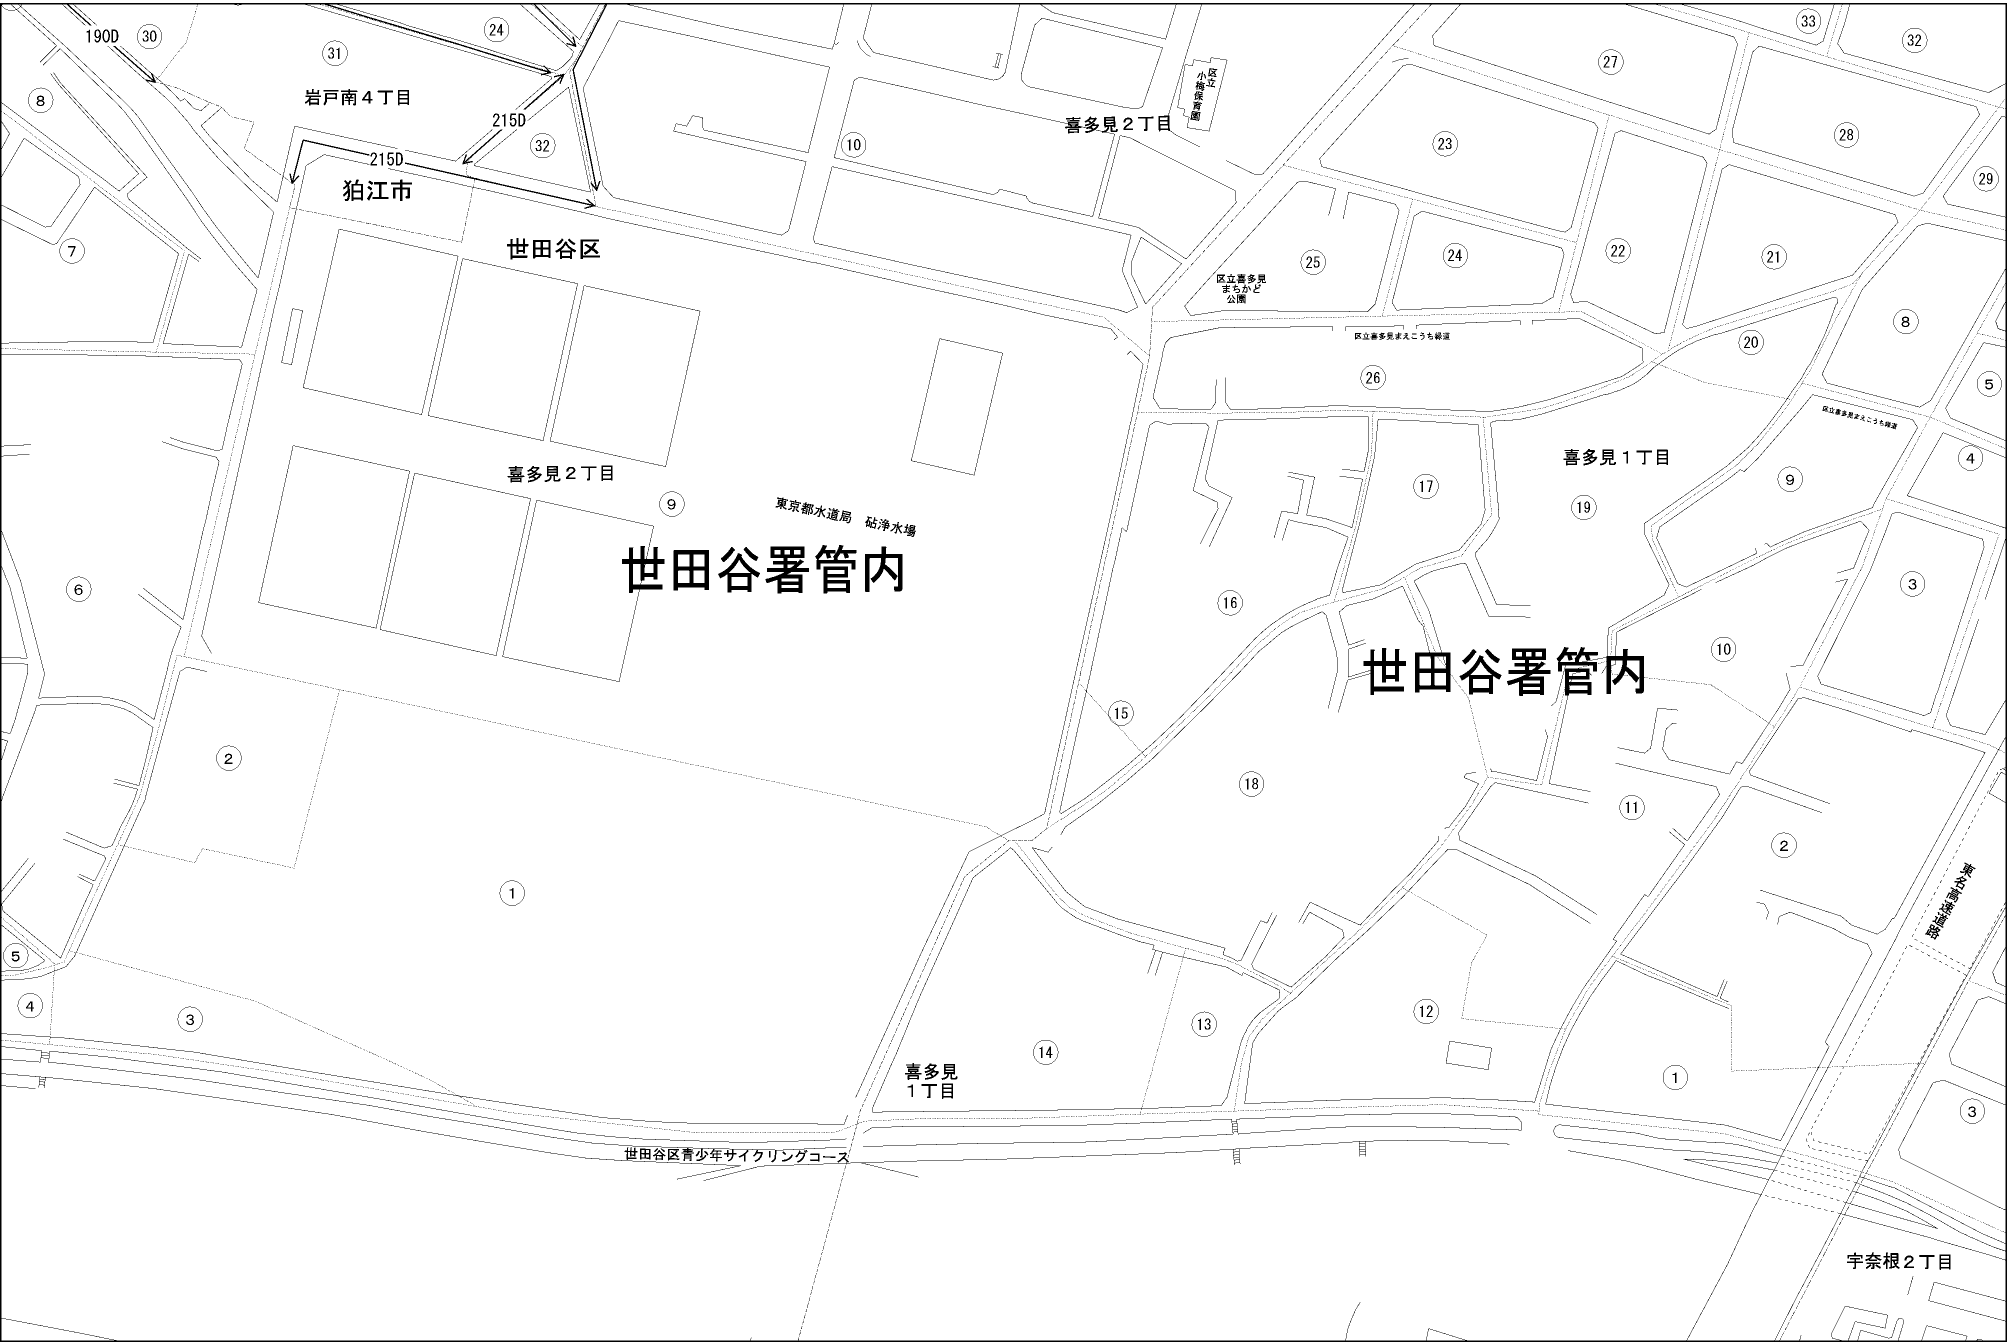 190D
30
24
31
岩戸南４丁目
8
215D
32
215D
狛江市
7
世田谷区
10
喜多見２丁目
区立
小梅保育園
33
32
27
28
23
29
25
24
22
21
区立喜多見
まちかど
公園
区立喜多見まえこうち緑道
26
20
8
5
区立喜多見まえこうち緑道
4
喜多見１丁目
喜多見２丁目
9
東京都水道局　砧浄水場
世田谷署管内
17
19
9
6
16
3
世田谷署管内
10
15
2
18
11
2
1
東名高速道路
5
4
3
12
13
14
喜多見
１丁目
1
3
世田谷区青少年サイクリングコース
宇奈根２丁目